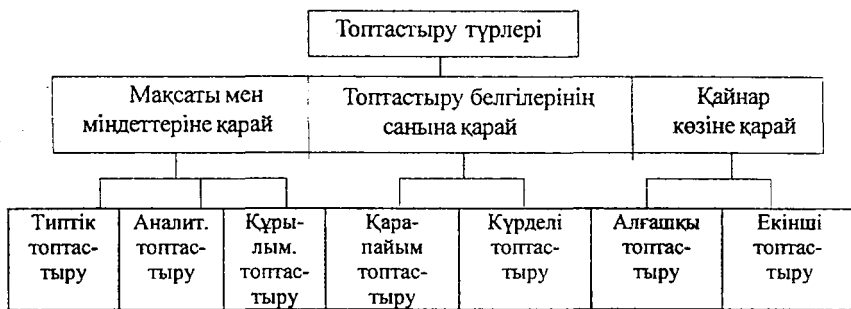 Топтастыру түрлері
Мақсаты мен
міндеттеріне қарай
Топтастыру белгілерінің
санына қарай
Қайнар
көзіне қарай
Типтік
топтас-
тыру
Аналит.
топтас-
тыру
Құры-
лым.
топтас-
тыру
Қара-
пайым
топтас-
тыру
Күрделі
топтас-
тыру
Алғашқы
топтас-
тыру
Екінші
топтас-
тыру